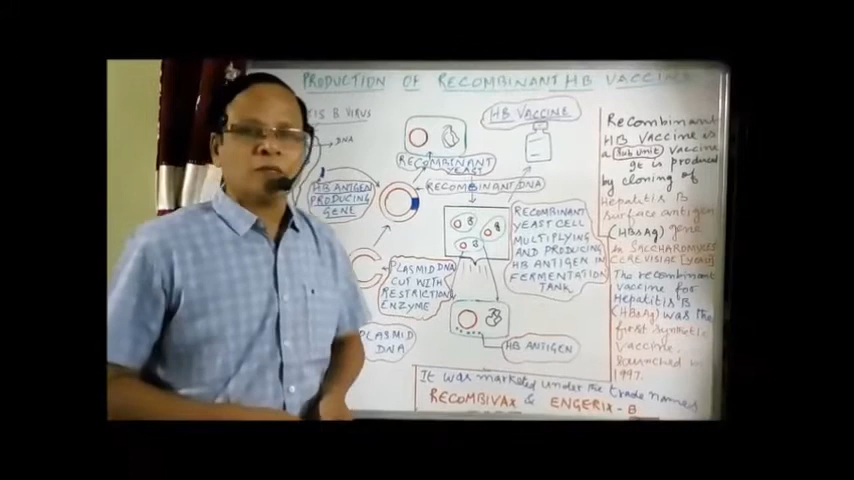 PRODUCTION OF RECOMBINANT HB VACCINE
TIS B VIRUS
DNA
HB ANTIGEN
PRODUCING
GENE
RECOMBINANT
YEAST
HB VACCINE
RECOMBINANT DNA
PLASMID DNA
CUT WITH
RESTRICTION
ENZYME
PLASMID
DNA
RECOMBINANT
YEAST CELL
MULTIPLYING
AND PRODUCING
HB ANTIGEN IN
FERMENTATION
TANK
HB ANTIGEN
Recombinant
HB Vaccine is
a Sub unit Vaccine
It is produced
by cloning of
Hepatitis B
Surface antigen
(HBsAg) gene
in SACCHAROMYCES
CEREVISIAE [YEAST]
The recombinant
vaccine for
Hepatitis B
(HBsAg) was the
first synthetic
vaccine
launched in
1997.
It was marketed under the trade names
RECOMBIVAX & ENGERIX-B